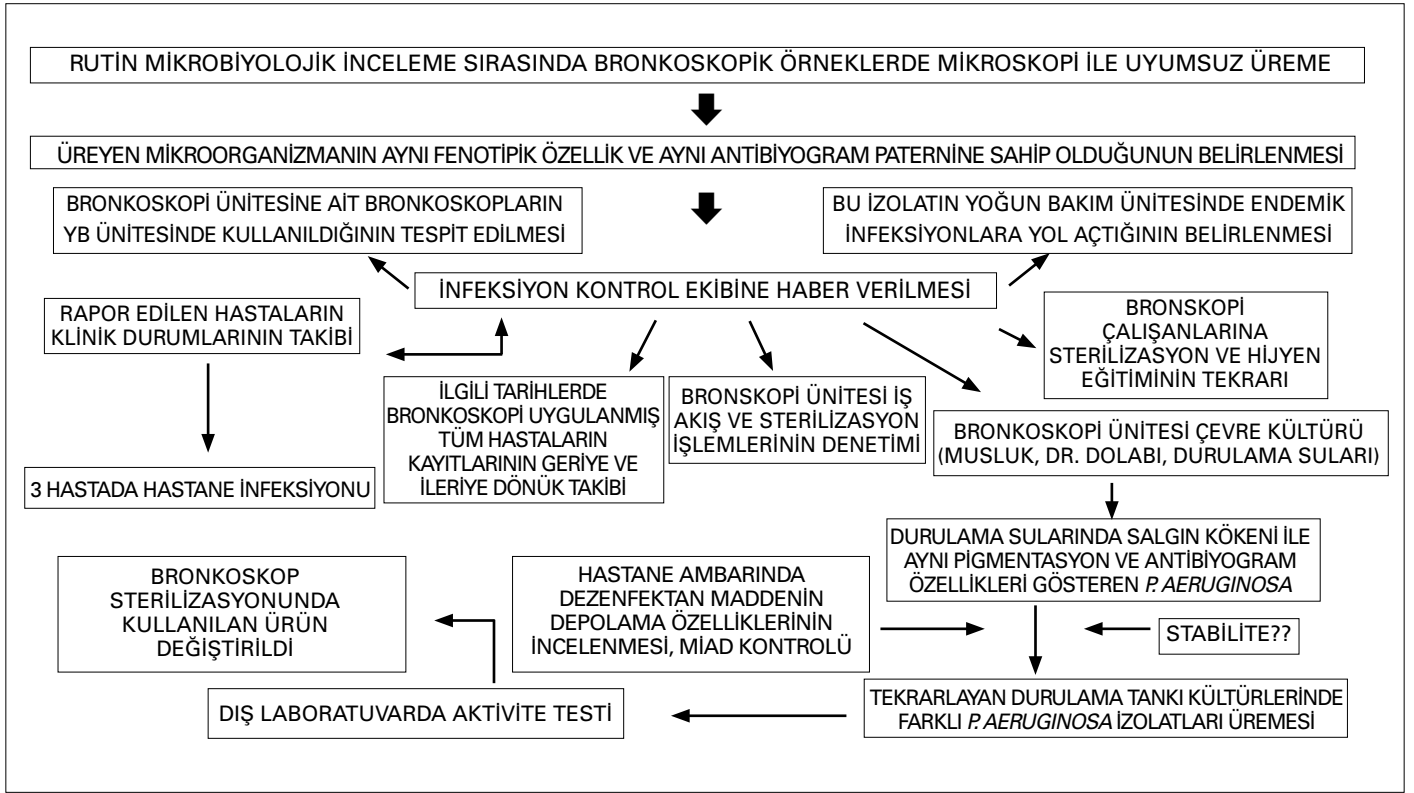 RUTİN MİKROBİYOLOJİK İNCELEME SIRASINDA BRONKOSKOPİK ÖRNEKLERDE MİKROSKOPİ İLE UYUMSUZ ÜREME
ÜREYEN MİKROORGANİZMANIN AYNI FENOTİPİK ÖZELLİK VE AYNI ANTİBİYOGRAM PATERNİNE SAHİP OLDUĞUNUN BELİRLENMESİ
BRONKOSKOPİ ÜNİTESİNE AİT BRONKOSKOPLARIN
YB ÜNİTESİNDE KULLANILDIĞININ TESPİT EDİLMESİ
BU İZOLATIN YOĞUN BAKIM ÜNİTESİNDE ENDEMİK
İNFEKSİYONLARA YOL AÇTIĞININ BELİRLENMESİ
İNFEKSİYON KONTROL EKİBİNE HABER VERİLMESİ
RAPOR EDİLEN HASTALARIN
KLİNİK DURUMLARININ TAKİBİ
BRONSKOPİ
ÇALIŞANLARINA
STERİLİZASYON VE HİJYEN
EĞİTİMİNİN TEKRARI
İLGİLİ TARİHLERDE
BRONKOSKOPİ UYGULANMIŞ
TÜM HASTALARIN
KAYITLARININ GERİYE VE
İLERİYE DÖNÜK TAKİBİ
BRONSKOPİ ÜNİTESİ İŞ
AKIŞ VE STERİLİZASYON
İŞLEMLERİNİN DENETİMİ
BRONKOSKOPİ ÜNİTESİ ÇEVRE KÜLTÜRÜ
(MUSLUK, DR. DOLABI, DURULAMA SULARI)
3 HASTADA HASTANE İNFEKSİYONU
DURULAMA SULARINDA SALGIN KÖKENİ İLE
AYNI PİGMENTASYON VE ANTİBİYOGRAM
ÖZELLİKLERİ GÖSTEREN P. AERUGINOSA
BRONKOSKOP
STERİLİZASYONUNDA
KULLANILAN ÜRÜN
DEĞİŞTİRİLDİ
HASTANE AMBARINDA
DEZENFEKTAN MADDENİN
DEPOLAMA ÖZELLİKLERİNİN
İNCELENMESİ, MİAD KONTROLÜ
STABİLİTE??
DIŞ LABORATUVARDA AKTİVİTE TESTİ
TEKRARLAYAN DURULAMA TANKI KÜLTÜRLERİNDE
FARKLI P. AERUGINOSA İZOLATLARI ÜREMESİ